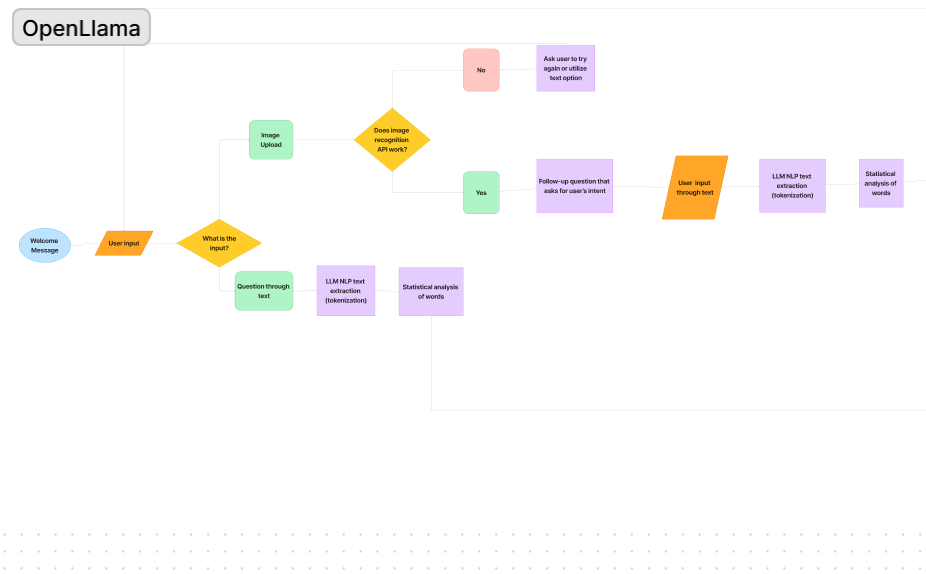 OpenLlama
No
Ask user to try
again or utilize
text option
Image
Upload
Does image
recognition
API work?
Yes
Follow-up question that
asks for user's intent
User input
through text
LLM NLP text
extraction
(tokenization)
Statistical
analysis of
words
Welcome
Message
User input
What is the
input?
Question through
text
LLM NLP text
extraction
(tokenization)
Statistical analysis
of words